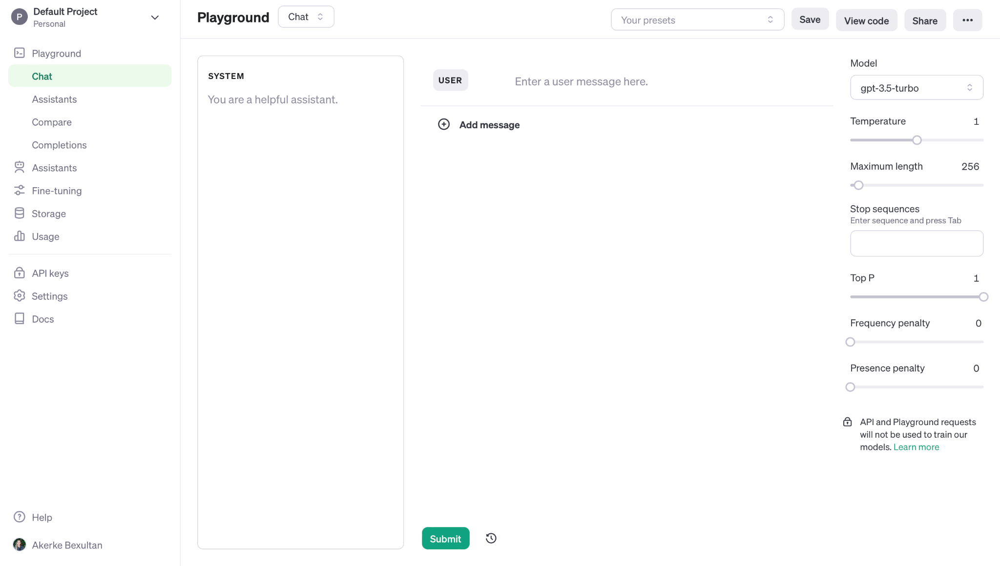 P
Default Project
Personal
Playground
Chat
Assistants
Compare
Completions
Assistants
Fine-tuning
Storage
Usage
API keys
Settings
Docs
Help
Akerke Bexultan
Playground
Chat
Your presets
Save
View code
Share
SYSTEM
You are a helpful assistant.
USER
Enter a user message here.
Add message
Submit
Model
gpt-3.5-turbo
Temperature 1
Maximum length 256
Stop sequences
Enter sequence and press Tab
Top P 1
Frequency penalty 0
Presence penalty 0
API and Playground requests
will not be used to train our
models. Learn more